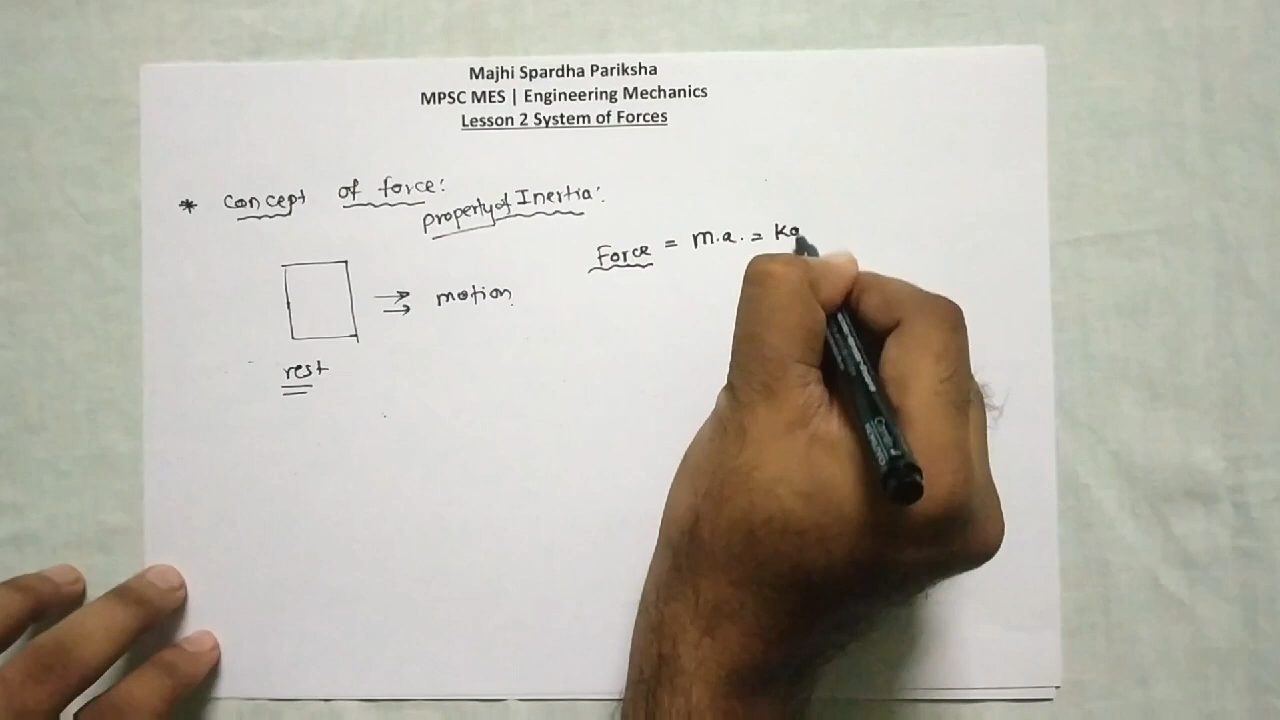 Majhi Spardha Pariksha
MPSC MES | Engineering Mechanics
Lesson 2 System of Forces
* Concept of force:
property of Inertia:
Force = m.a. = Kg
motion
rest